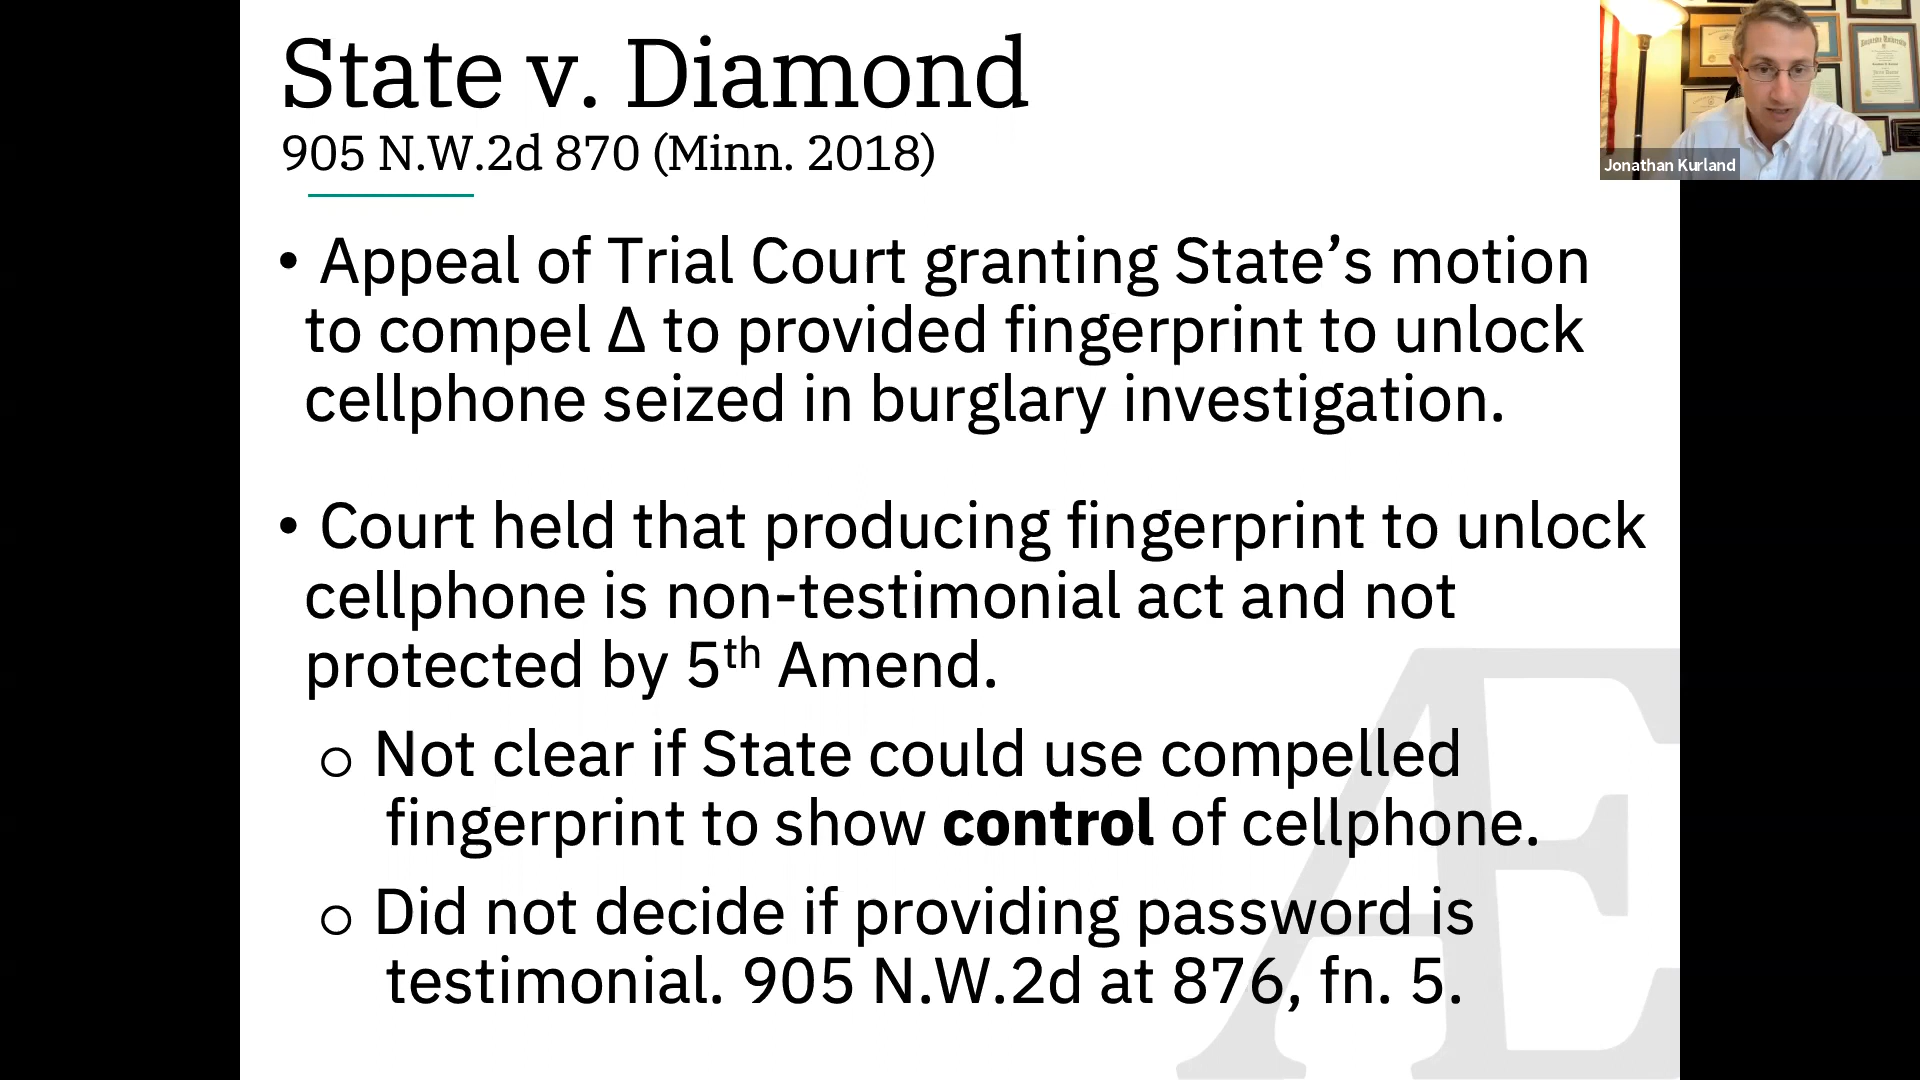 State v. Diamond
905 N.W.2d 870 (Minn. 2018)
Jonathan Kurland
• Appeal of Trial Court granting State’s motion
to compel Δ to provided fingerprint to unlock
cellphone seized in burglary investigation.
• Court held that producing fingerprint to unlock
cellphone is non-testimonial act and not
protected by 5th Amend.
o Not clear if State could use compelled
fingerprint to show control of cellphone.
o Did not decide if providing password is
testimonial. 905 N.W.2d at 876, fn. 5.
Æ